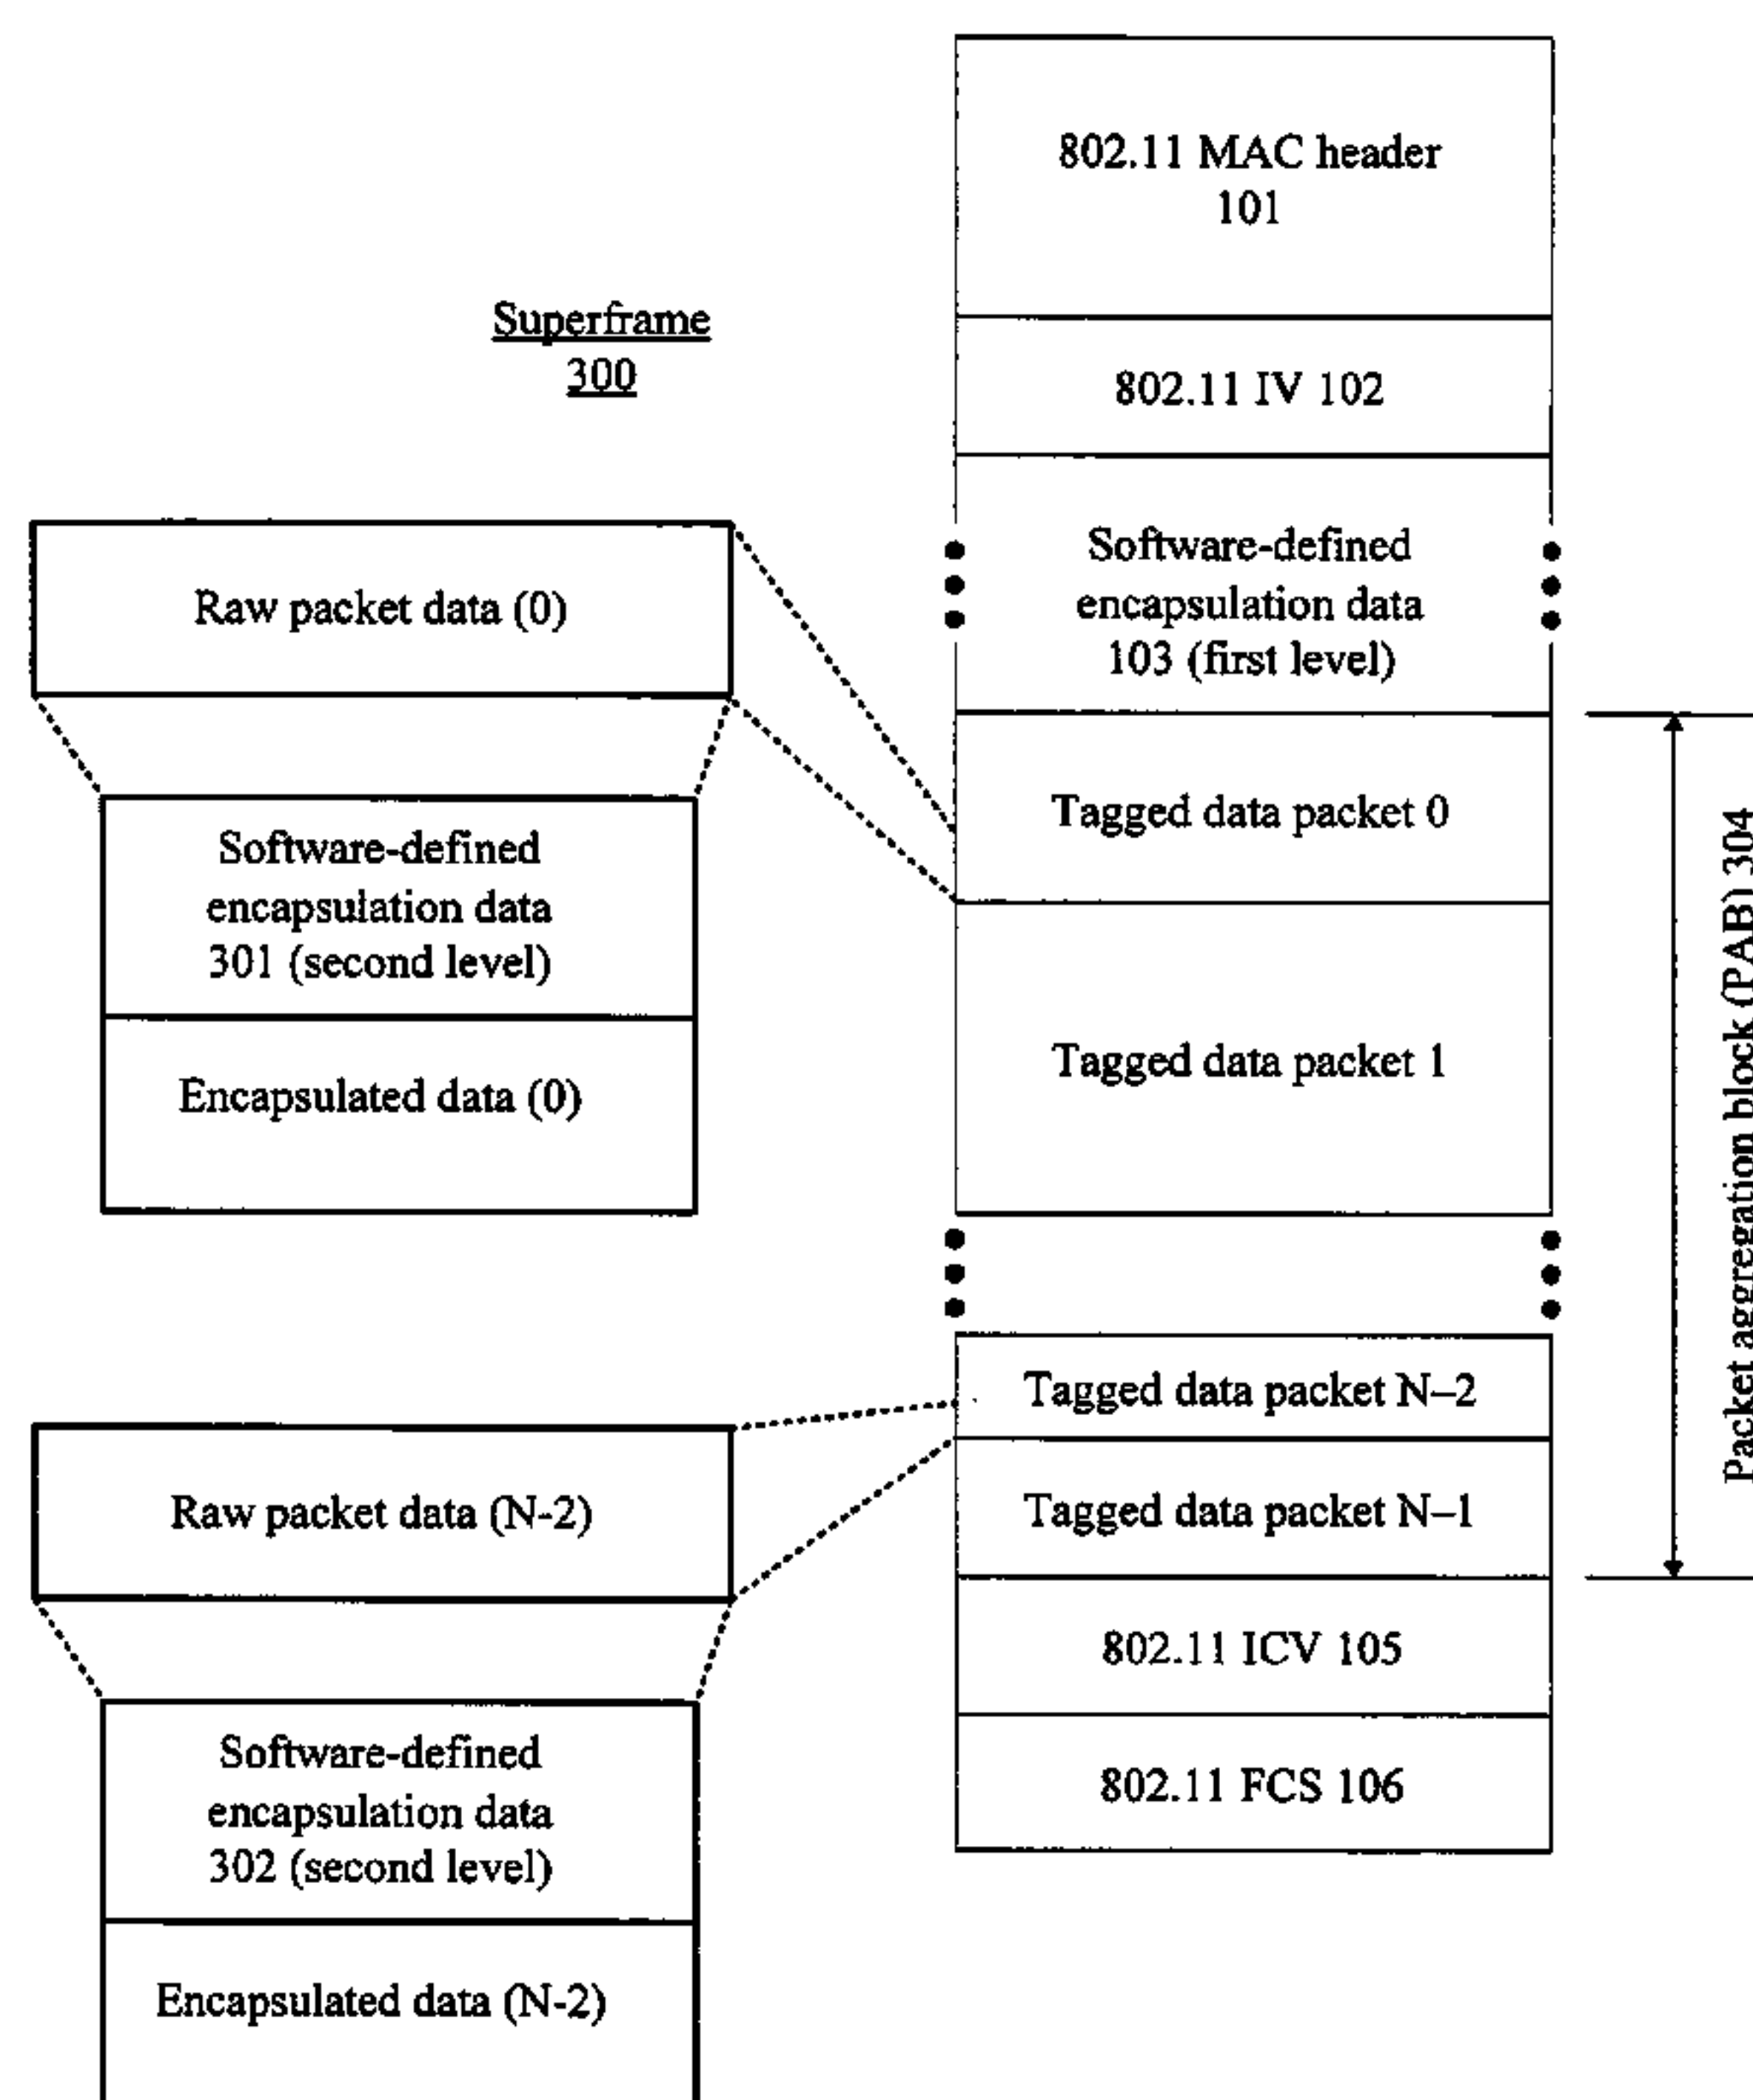 Superframe
300
802.11 MAC header
101
802.11 IV 102
Software-defined
encapsulation data
103 (first level)
Tagged data packet 0
Tagged data packet 1
Tagged data packet N–2
Tagged data packet N–1
802.11 ICV 105
802.11 FCS 106
Packet aggregation block (PAB) 304
Raw packet data (0)
Software-defined
encapsulation data
301 (second level)
Encapsulated data (0)
Raw packet data (N-2)
Software-defined
encapsulation data
302 (second level)
Encapsulated data (N-2)